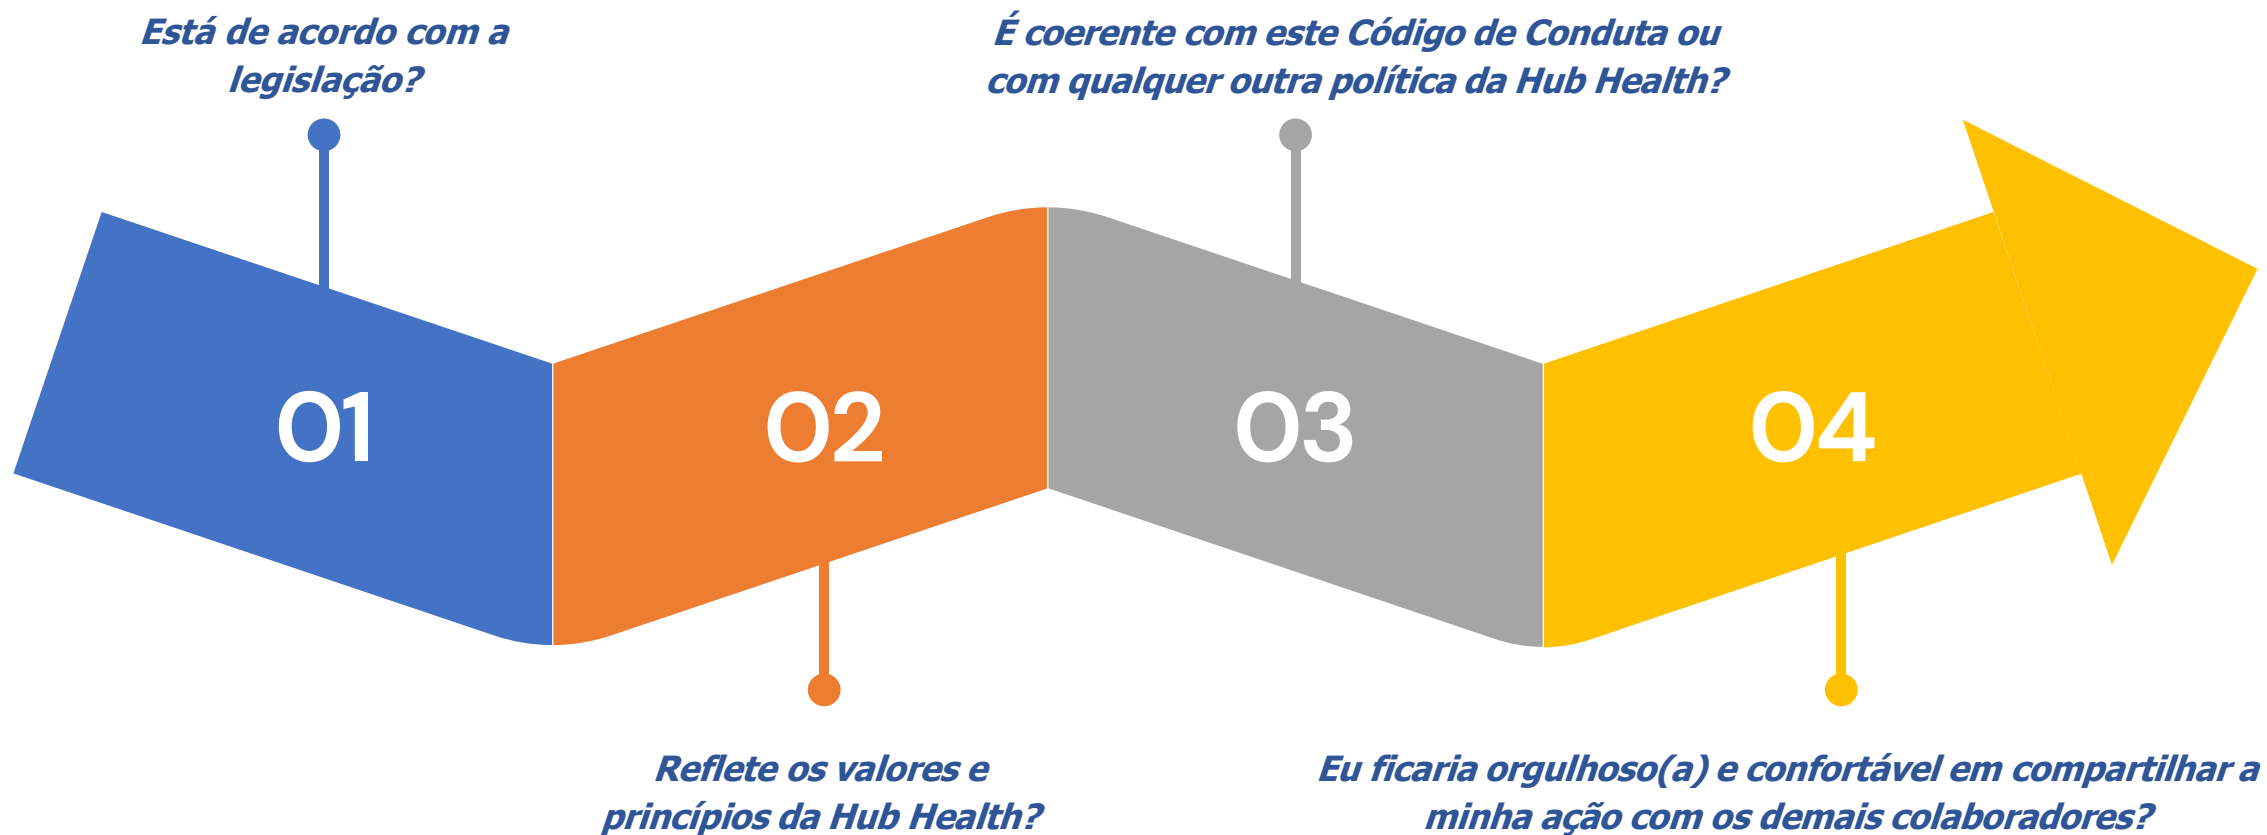 Está de acordo com a
legislação?
01
Reflete os valores e
princípios da Hub Health?
02
É coerente com este Código de Conduta ou
com qualquer outra política da Hub Health?
03
Eu ficaria orgulhoso(a) e confortável em compartilhar a
minha ação com os demais colaboradores?
04